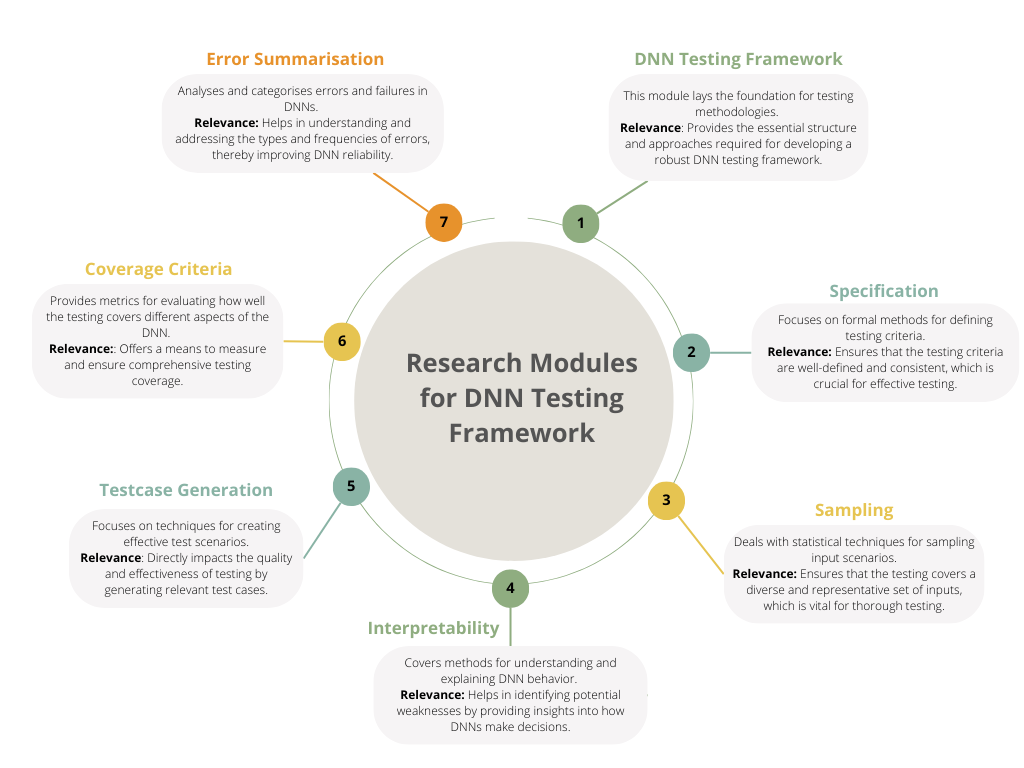 Research Modules
for DNN Testing
Framework
1
DNN Testing Framework
This module lays the foundation for testing
methodologies.
Relevance: Provides the essential structure
and approaches required for developing a
robust DNN testing framework.
2
Specification
Focuses on formal methods for defining
testing criteria.
Relevance: Ensures that the testing criteria
are well-defined and consistent, which is
crucial for effective testing.
3
Sampling
Deals with statistical techniques for sampling
input scenarios.
Relevance: Ensures that the testing covers a
diverse and representative set of inputs,
which is vital for thorough testing.
4
Interpretability
Covers methods for understanding and
explaining DNN behavior.
Relevance: Helps in identifying potential
weaknesses by providing insights into how
DNNs make decisions.
5
Testcase Generation
Focuses on techniques for creating
effective test scenarios.
Relevance: Directly impacts the quality
and effectiveness of testing by
generating relevant test cases.
6
Coverage Criteria
Provides metrics for evaluating how well
the testing covers different aspects of the
DNN.
Relevance:: Offers a means to measure
and ensure comprehensive testing
coverage.
7
Error Summarisation
Analyses and categorises errors and failures in
DNNs.
Relevance: Helps in understanding and
addressing the types and frequencies of errors,
thereby improving DNN reliability.